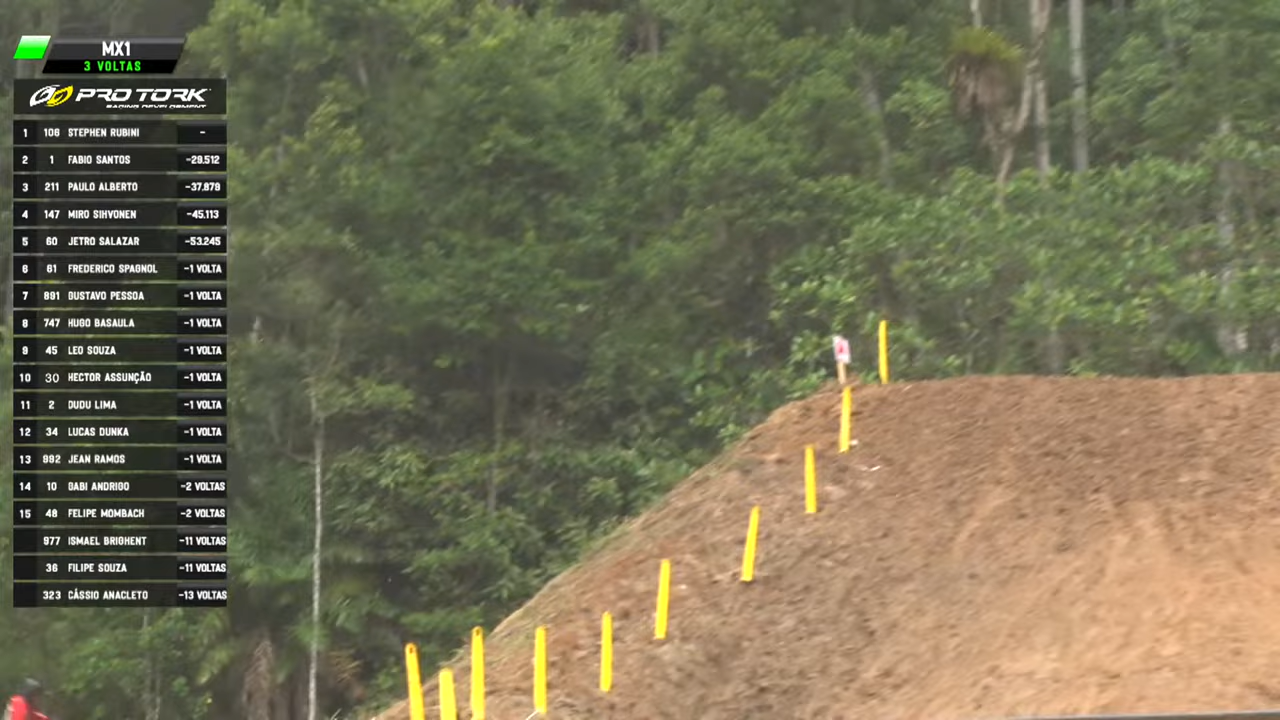 MX1
3 VOLTAS
PRO TORK
RACING DEVELOPMENT
1 108 STEPHEN RUBINI -
2 1 FABIO SANTOS -29.512
3 211 PAULO ALBERTO -37.879
4 147 MIRO SIHVONEN -45.113
5 60 JETRO SALAZAR -53.245
6 61 FREDERICO SPAGNOL -1 VOLTA
7 891 GUSTAVO PESSOA -1 VOLTA
8 747 HUGO BASAULA -1 VOLTA
9 45 LEO SOUZA -1 VOLTA
10 30 HECTOR ASSUNÇÃO -1 VOLTA
11 2 DUDU LIMA -1 VOLTA
12 34 LUCAS DUNKA -1 VOLTA
13 992 JEAN RAMOS -1 VOLTA
14 10 GABI ANDRIGO -2 VOLTAS
15 48 FELIPE MOMBACH -2 VOLTAS
977 ISMAEL BRIGHENT -11 VOLTAS
36 FILIPE SOUZA -11 VOLTAS
323 CÁSSIO ANACLETO -13 VOLTAS